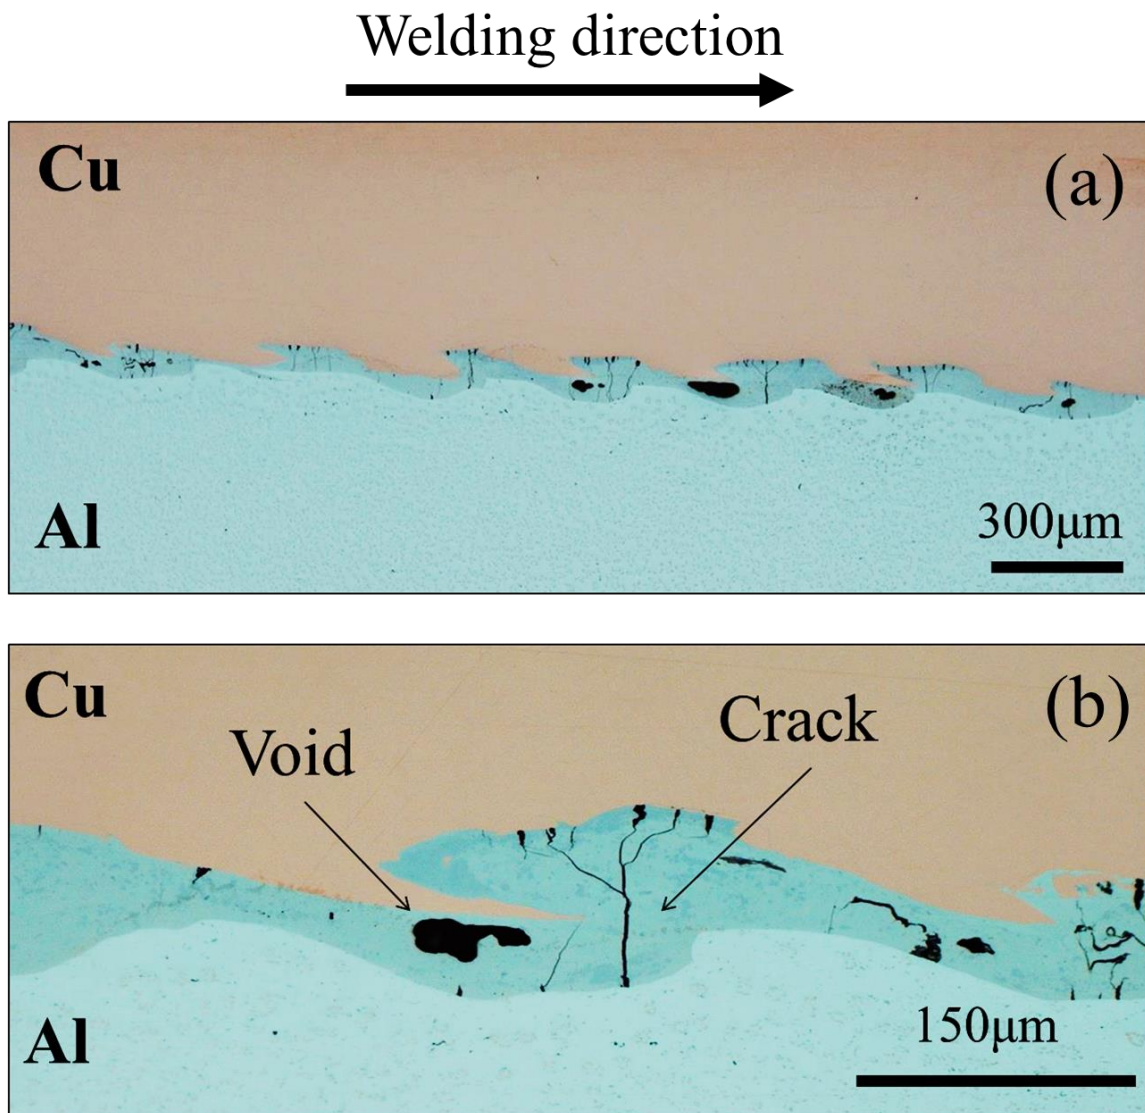 Welding direction
Cu
(a)
Al
300μm
Cu
(b)
Void
Crack
Al
150μm